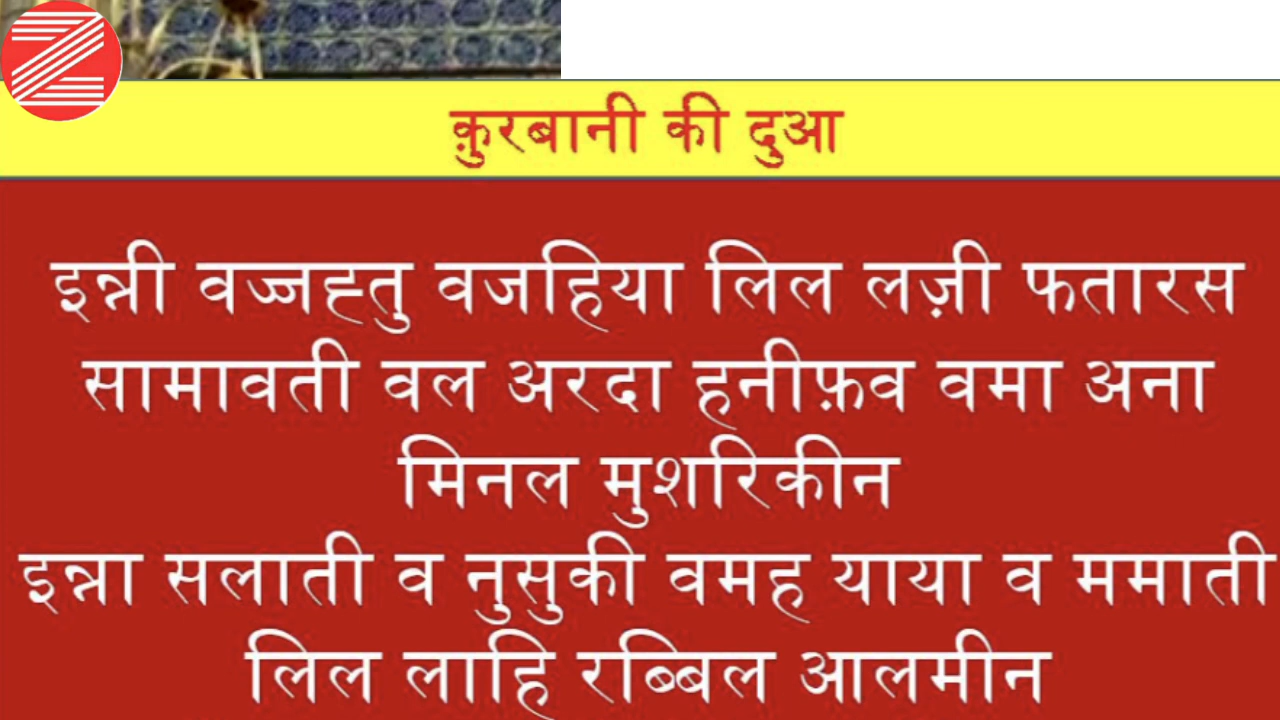 क़ुरबानी की दुआ
इन्नी वज्जह्तु वजहिया लिल लज़ी फतारस
सामावती वल अरदा हनीफ़व वमा अना
मिनल मुशरिकीन
इन्ना सलाती व नुसुकी वमह याया व ममाती
लिल लाहि रब्बिल आलमीन